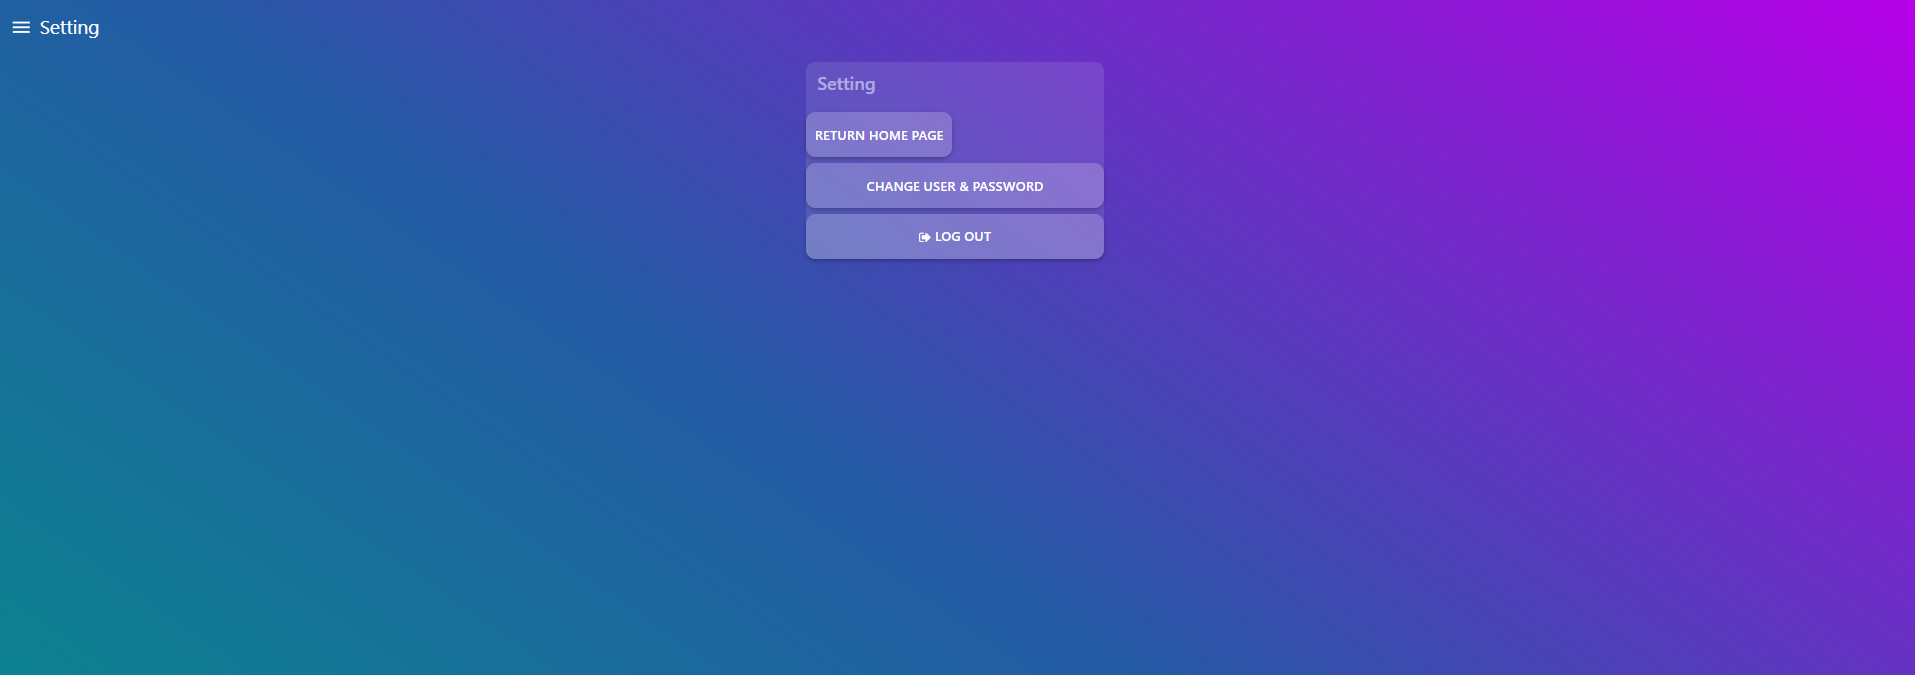 Setting
Setting
RETURN HOME PAGE
CHANGE USER & PASSWORD
LOG OUT